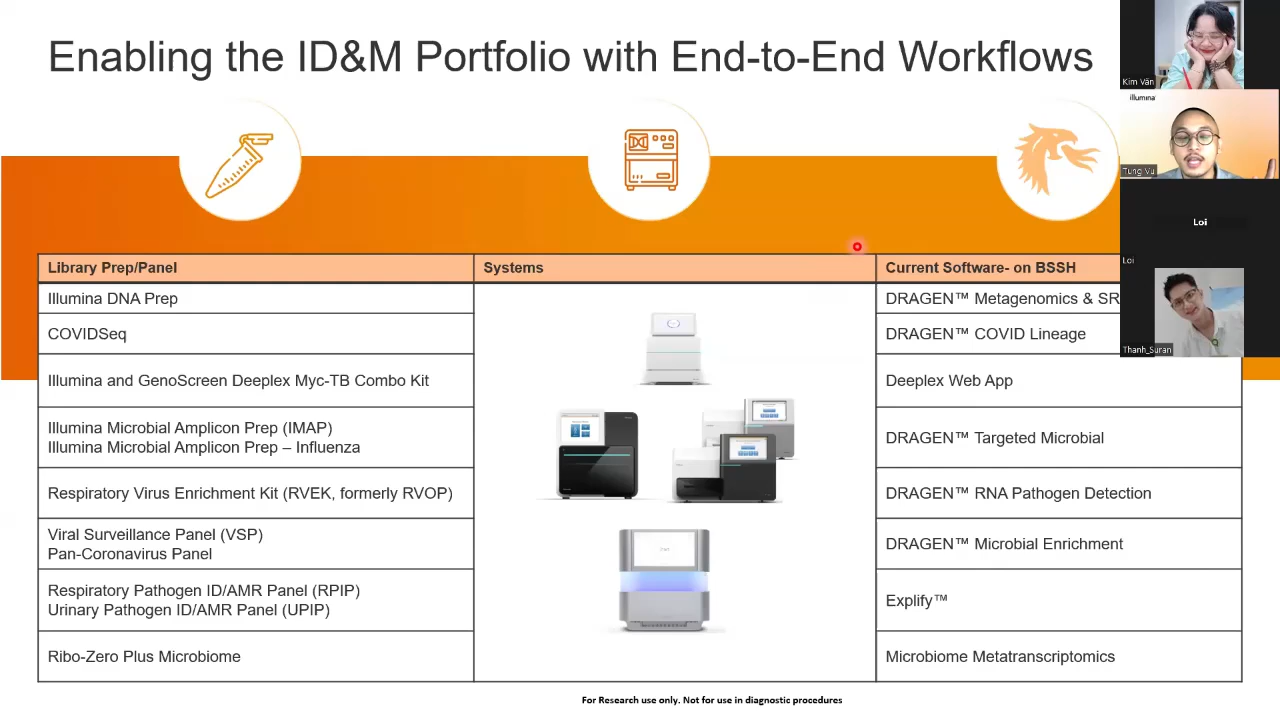 Enabling the ID&M Portfolio with End-to-End Workflows
Kim Vân
illumina
Tung Vu
Loi
Loi
Thanh_Suran
Library Prep/Panel
Systems
Current Software- on BSSH
Illumina DNA Prep
DRAGEN™ Metagenomics & SR
COVIDSeq
DRAGEN™ COVID Lineage
Illumina and GenoScreen Deeplex Myc-TB Combo Kit
Deeplex Web App
Illumina Microbial Amplicon Prep (IMAP)
Illumina Microbial Amplicon Prep – Influenza
DRAGEN™ Targeted Microbial
Respiratory Virus Enrichment Kit (RVEK, formerly RVOP)
DRAGEN™ RNA Pathogen Detection
Viral Surveillance Panel (VSP)
Pan-Coronavirus Panel
DRAGEN™ Microbial Enrichment
Respiratory Pathogen ID/AMR Panel (RPIP)
Urinary Pathogen ID/AMR Panel (UPIP)
Explify™
Ribo-Zero Plus Microbiome
Microbiome Metatranscriptomics
For Research use only. Not for use in diagnostic procedures